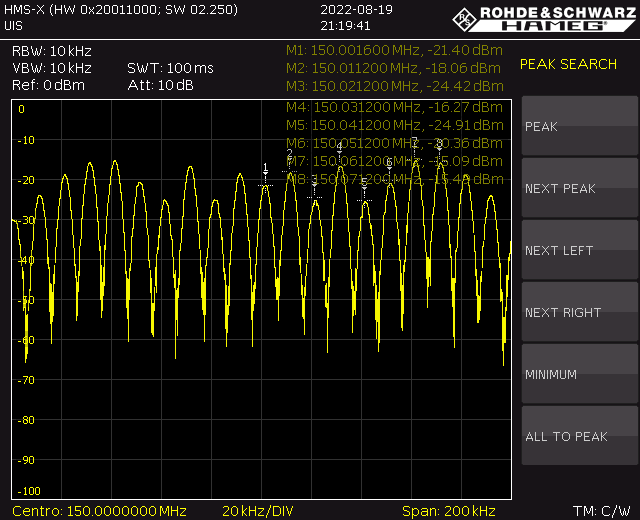 HMS-X (HW 0x20011000; SW 02.250)
2022-08-19
UIS
21:19:41
ROHDE&SCHWARZ
HAMEG
RBW: 10 kHz
VBW: 10 kHz
SWT: 100 ms
Ref: 0 dBm
Att: 10 dB
M1: 150.001600 MHz, -21.40 dBm
M2: 150.011200 MHz, -18.06 dBm
M3: 150.021200 MHz, -24.42 dBm
M4: 150.031200 MHz, -16.27 dBm
M5: 150.041200 MHz, -24.91 dBm
M6: 150.051200 MHz, -20.36 dBm
M7: 150.061200 MHz, -15.09 dBm
M8: 150.071200 MHz,
PEAK SEARCH
PEAK
NEXT PEAK
NEXT LEFT
NEXT RIGHT
MINIMUM
ALL TO PEAK
0
-10
-20
-30
-40
-50
-60
-70
-80
-90
-100
1
2
4
6
7
8
Centro: 150.0000000 MHz
20 kHz/DIV
Span: 200 kHz
TM: C/W